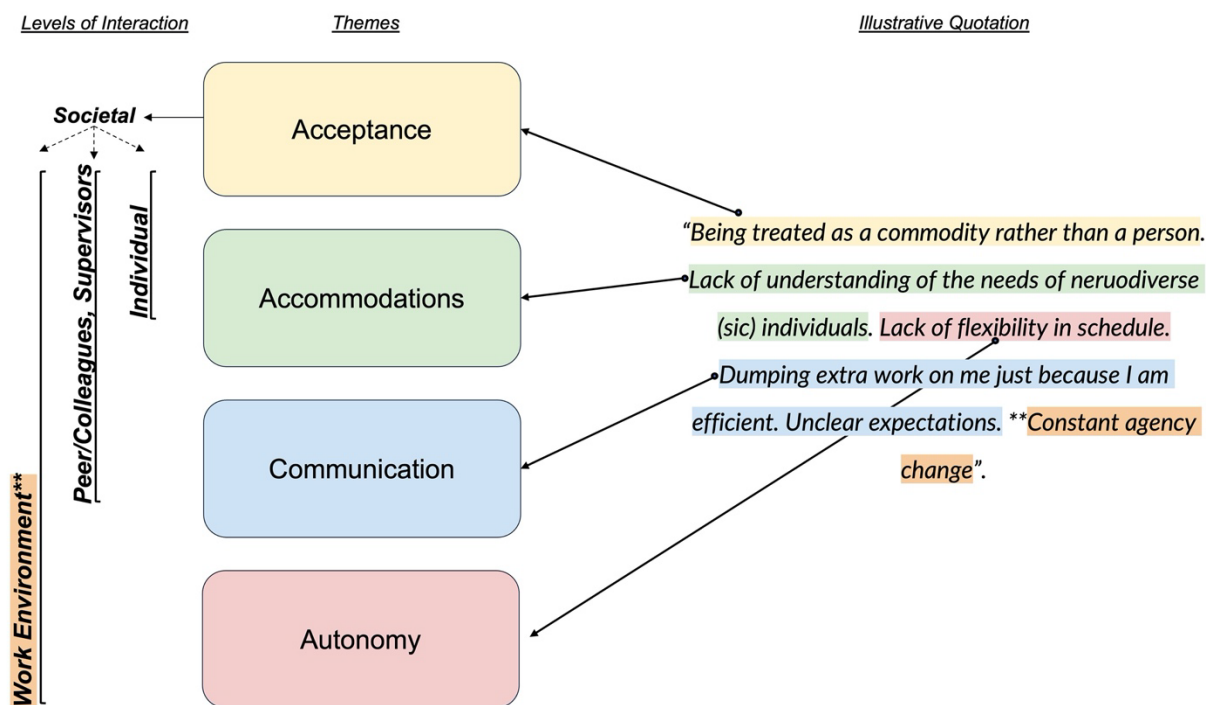 Levels of Interaction
Themes
Illustrative Quotation
Societal
Work Environment**
Peer/Colleagues, Supervisors
Individual
Acceptance
Accommodations
Communication
Autonomy
“Being treated as a commodity rather than a person.
Lack of understanding of the needs of neruodiverse
(sic) individuals. Lack of flexibility in schedule.
Dumping extra work on me just because I am
efficient. Unclear expectations. **Constant agency
change”.